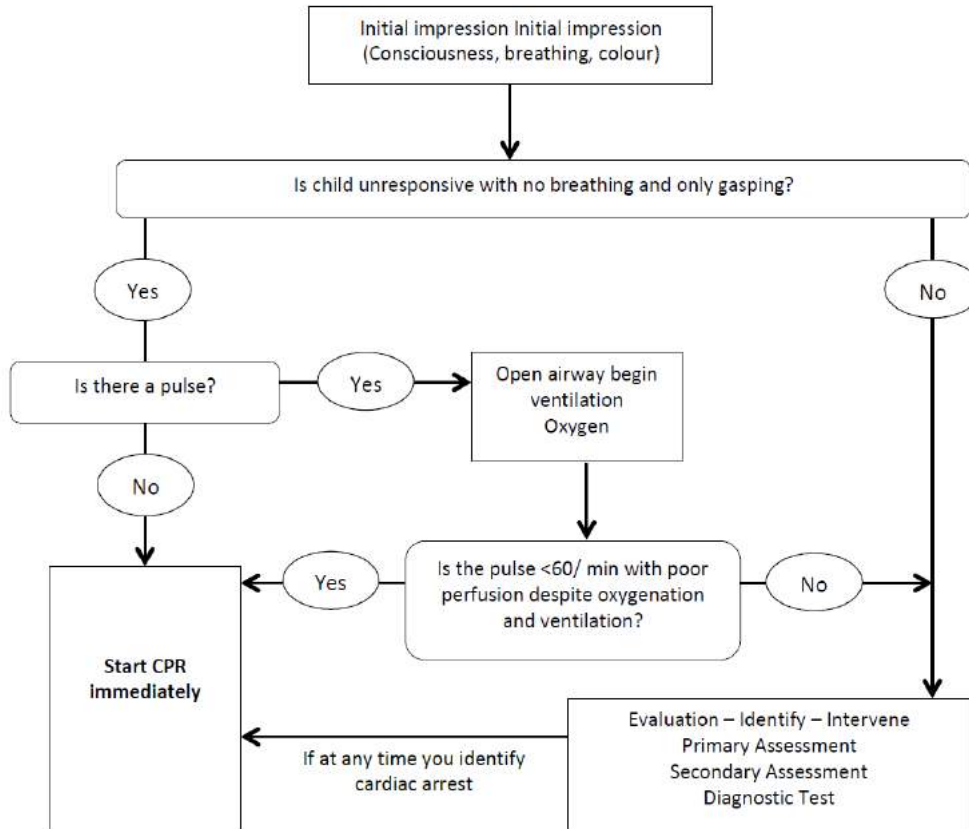 Initial impression Initial impression
(Consciousness, breathing, colour)
Is child unresponsive with no breathing and only gasping?
Yes
No
Is there a pulse?
Yes
Open airway begin
ventilation
Oxygen
No
Is the pulse <60/ min with poor
perfusion despite oxygenation
and ventilation?
Yes
No
Start CPR
immediately
If at any time you identify
cardiac arrest
Evaluation – Identify – Intervene
Primary Assessment
Secondary Assessment
Diagnostic Test